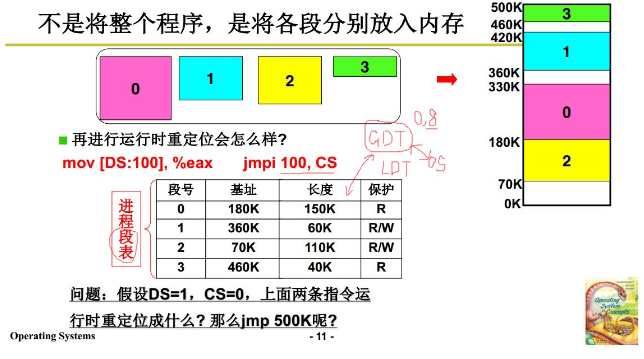 不是将整个程序，是将各段分别放入内存
0
1
2
3
500K
460K
420K
360K
330K
180K
70K
0K
3
1
0
2
■ 再进行运行时重定位会怎么样?
mov [DS:100], %eax jmpi 100, CS
0,8
GDT
LDT
OS
进程段表
段号 基址 长度 保护
0 180K 150K R
1 360K 60K R/W
2 70K 110K R/W
3 460K 40K R
问题：假设DS=1，CS=0，上面两条指令运
行时重定位成什么? 那么jmp 500K呢?
Operating Systems
- 11 -
Operating
System
Concepts